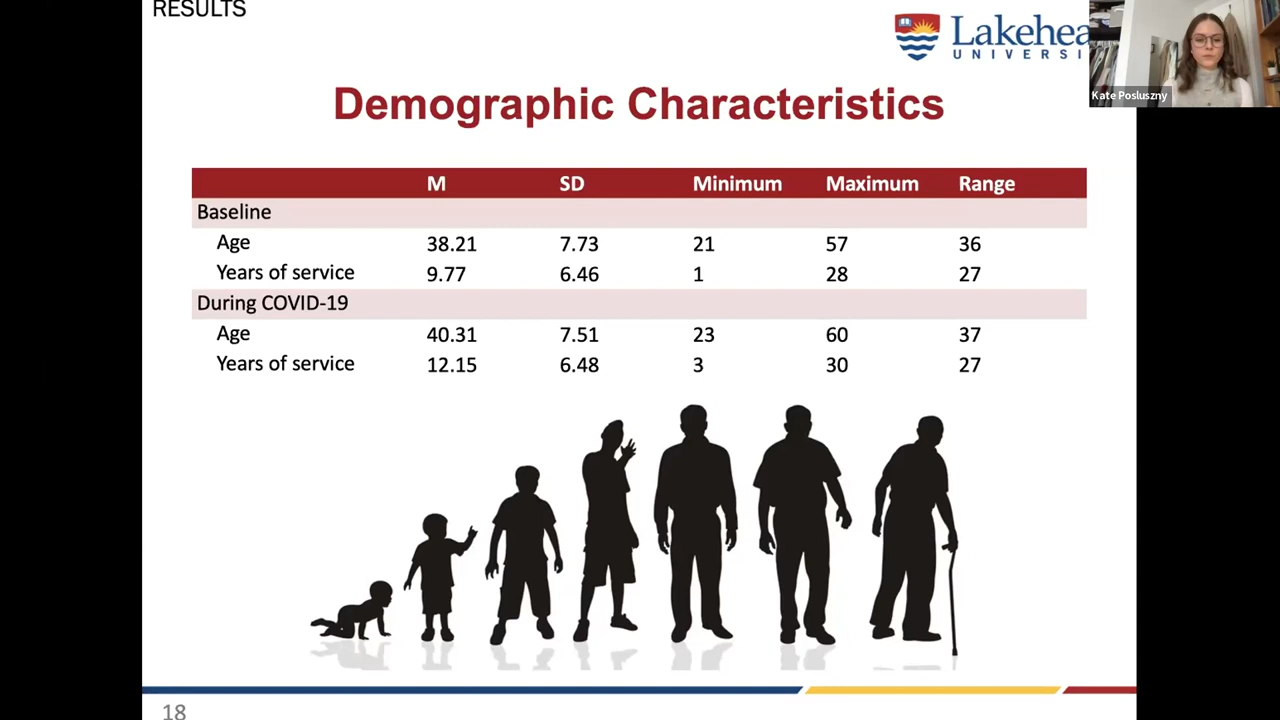 RESULTS
Lakehea
UNIVERSI
Kate Posluszny
Demographic Characteristics
M SD Minimum Maximum Range
Baseline
Age 38.21 7.73 21 57 36
Years of service 9.77 6.46 1 28 27
During COVID-19
Age 40.31 7.51 23 60 37
Years of service 12.15 6.48 3 30 27
18